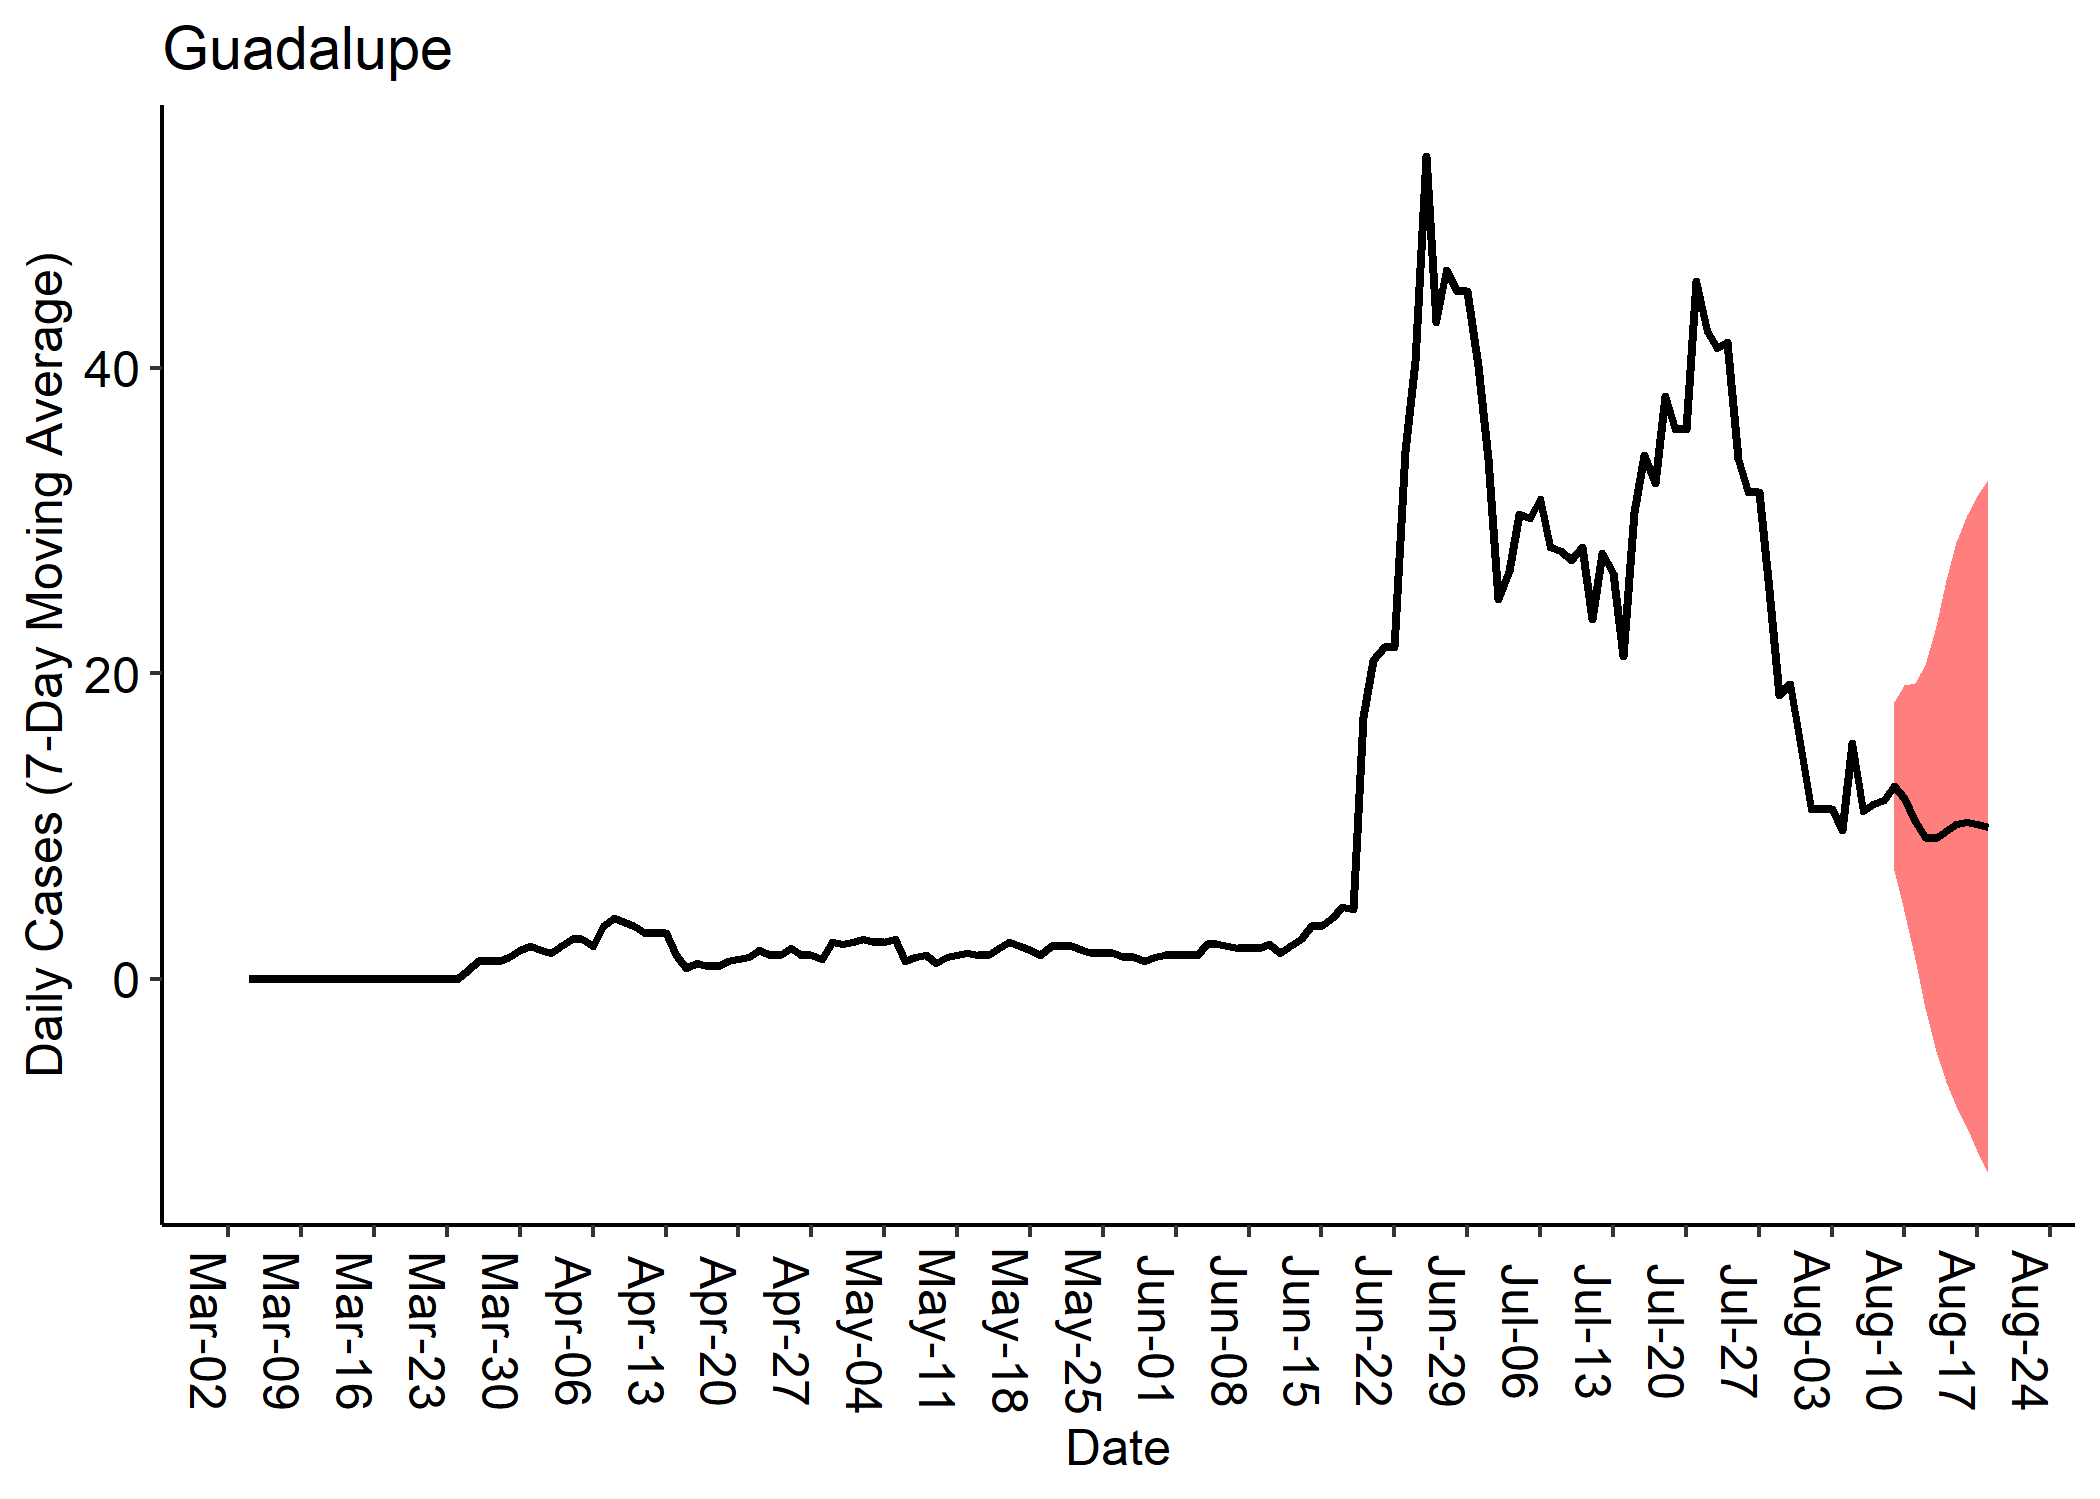 Guadalupe
Daily Cases (7-Day Moving Average)
40
20
0
Mar-02
Mar-09
Mar-16
Mar-23
Mar-30
Apr-06
Apr-13
Apr-20
Apr-27
May-04
May-11
May-18
May-25
Jun-01
Jun-08
Jun-15
Jun-22
Jun-29
Jul-06
Jul-13
Jul-20
Jul-27
Aug-03
Aug-10
Aug-17
Aug-24
Date